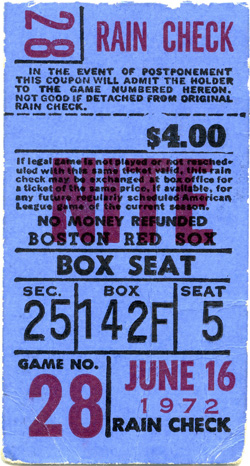 28
RAIN CHECK
IN THE EVENT OF POSTPONEMENT
THIS COUPON WILL ADMIT THE HOLDER
TO THE GAME NUMBERED HEREON.
NOT GOOD IF DETACHED FROM ORIGINAL
RAIN CHECK.
$4.00
If legal game is not played or not resched-
uled with this same ticket valid, this rain
check may be exchanged at box office for
a ticket of the same price, if available, for
any future regularly scheduled American
League game of the current season.
NITE
NO MONEY REFUNDED
BOSTON RED SOX
BOX SEAT
SEC. BOX SEAT
25 142F 5
GAME NO.
28
JUNE 16
1972
RAIN CHECK